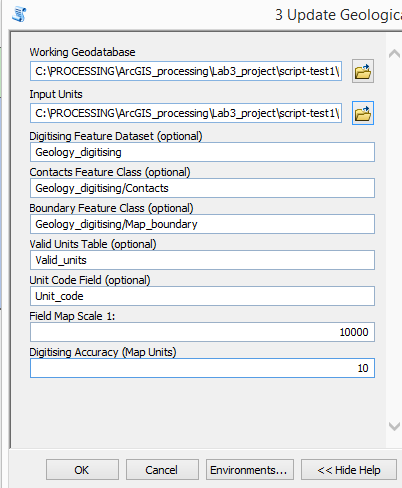 3 Update Geologica
Working Geodatabase
C:\PROCESSING\ArcGIS_processing\Lab3_project\script-test1\
Input Units
C:\PROCESSING\ArcGIS_processing\Lab3_project\script-test1\
Digitising Feature Dataset (optional)
Geology_digitising
Contacts Feature Class (optional)
Geology_digitising/Contacts
Boundary Feature Class (optional)
Geology_digitising/Map_boundary
Valid Units Table (optional)
Valid_units
Unit Code Field (optional)
Unit_code
Field Map Scale 1:
10000
Digitising Accuracy (Map Units)
10
OK Cancel Environments... << Hide Help